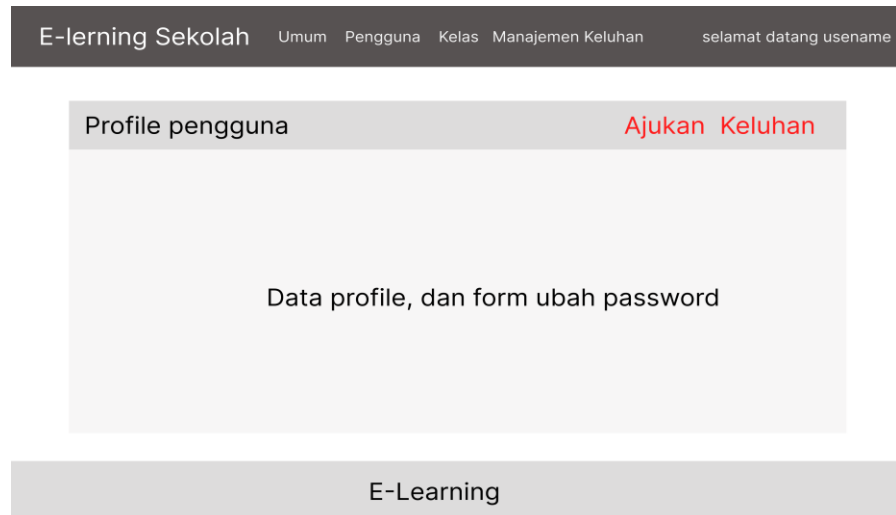 E-lerning Sekolah Umum Pengguna Kelas Manajemen Keluhan selamat datang usename
Profile pengguna Ajukan Keluhan
Data profile, dan form ubah password
E-Learning